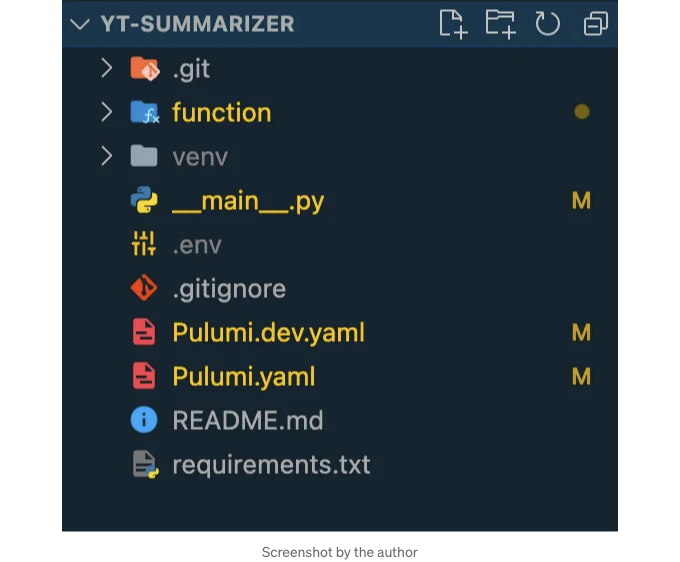 YT-SUMMARIZER
.git
function
venv
__main__.py M
.env
.gitignore
Pulumi.dev.yaml M
Pulumi.yaml M
README.md
requirements.txt
Screenshot by the author